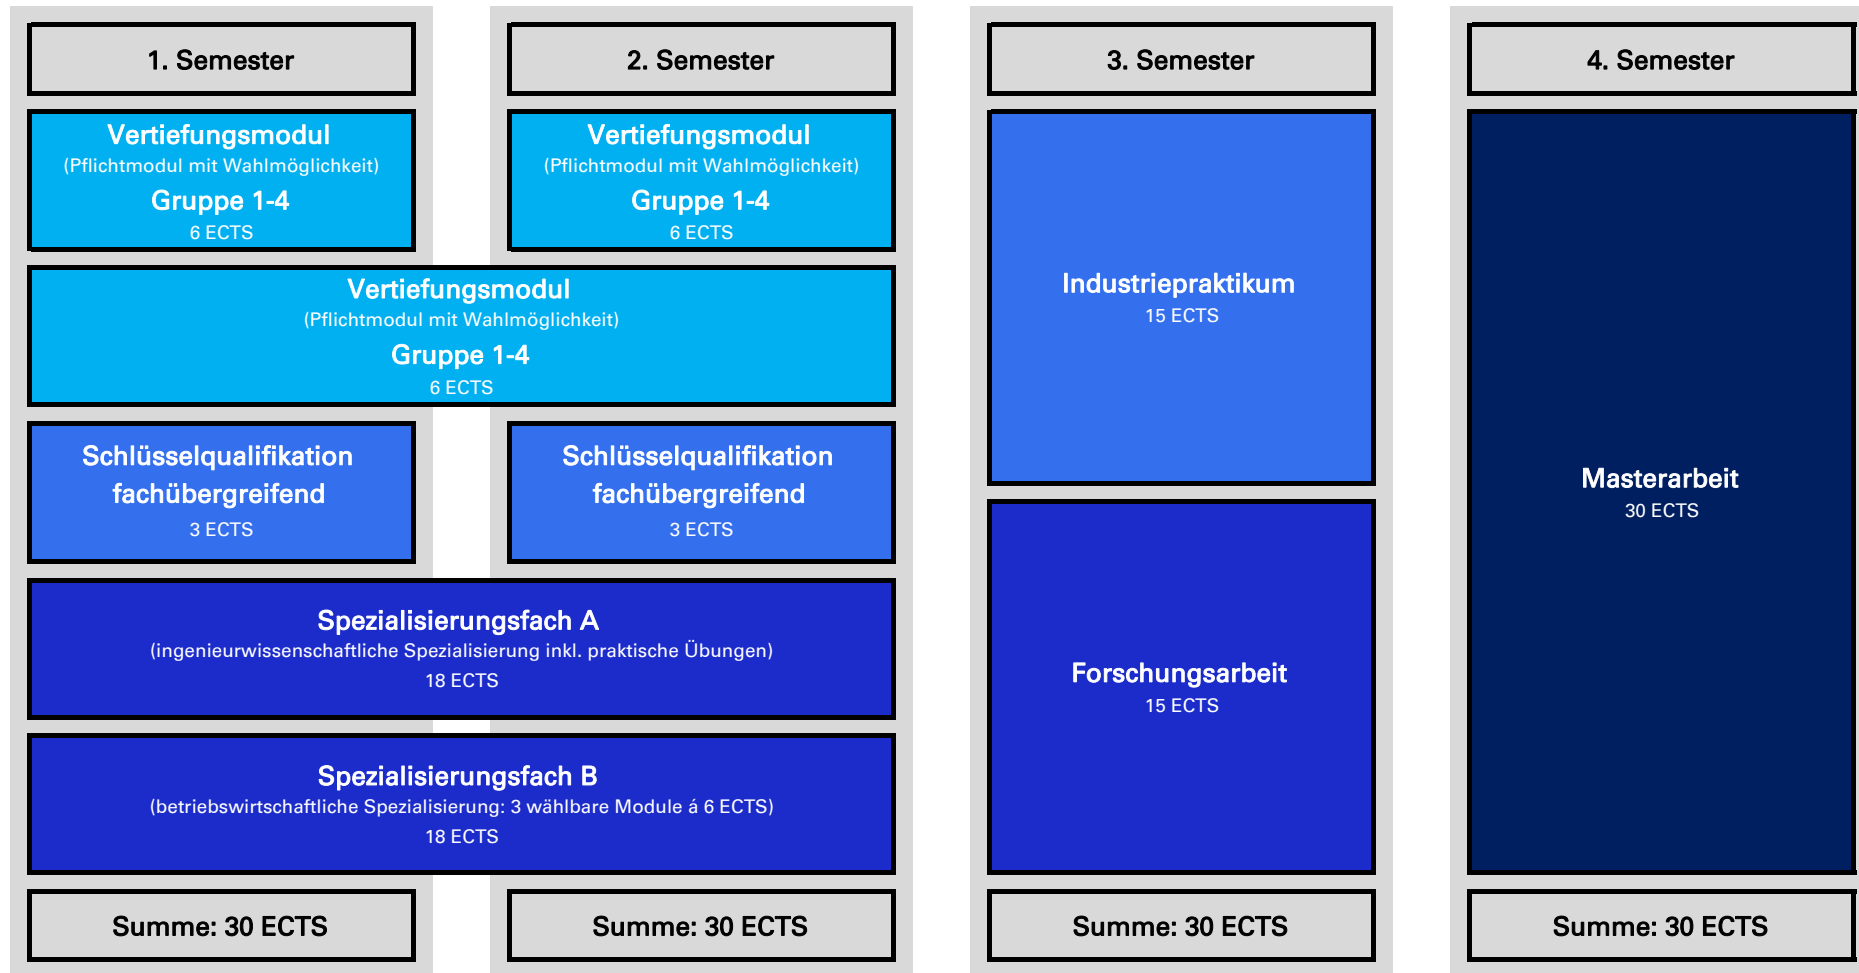 1. Semester
Vertiefungsmodul
(Pflichtmodul mit Wahlmöglichkeit)
Gruppe 1-4
6 ECTS
2. Semester
Vertiefungsmodul
(Pflichtmodul mit Wahlmöglichkeit)
Gruppe 1-4
6 ECTS
Vertiefungsmodul
(Pflichtmodul mit Wahlmöglichkeit)
Gruppe 1-4
6 ECTS
Schlüsselqualifikation
fachübergreifend
3 ECTS
Schlüsselqualifikation
fachübergreifend
3 ECTS
Spezialisierungsfach A
(ingenieurwissenschaftliche Spezialisierung inkl. praktische Übungen)
18 ECTS
Spezialisierungsfach B
(betriebswirtschaftliche Spezialisierung: 3 wählbare Module á 6 ECTS)
18 ECTS
Summe: 30 ECTS
Summe: 30 ECTS
3. Semester
Industriepraktikum
15 ECTS
Forschungsarbeit
15 ECTS
Summe: 30 ECTS
4. Semester
Masterarbeit
30 ECTS
Summe: 30 ECTS